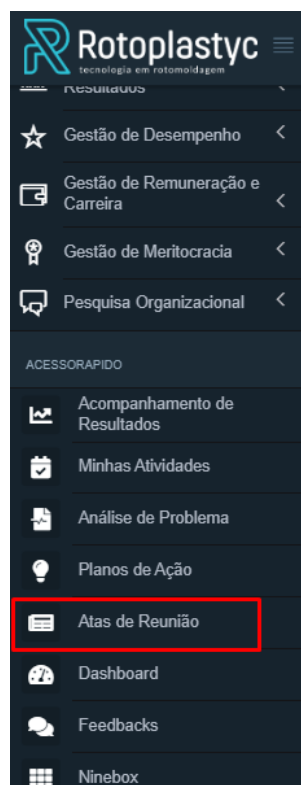 Rotoplastyc
tecnologia em rotomoldagem
Resultados
Gestão de Desempenho
Gestão de Remuneração e
Carreira
Gestão de Meritocracia
Pesquisa Organizacional
ACESSORAPIDO
Acompanhamento de
Resultados
Minhas Atividades
Análise de Problema
Planos de Ação
Atas de Reunião
Dashboard
Feedbacks
Ninebox